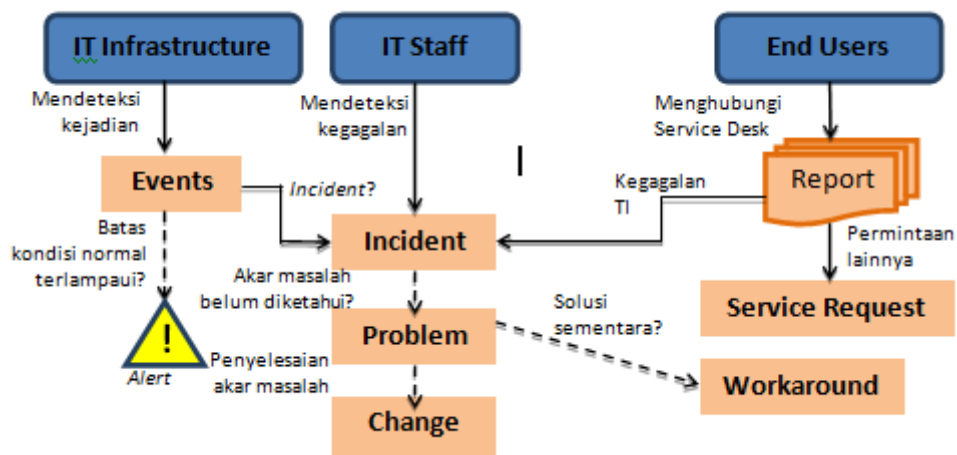 IT Infrastructure
IT Staff
End Users
Mendeteksi
kejadian
Mendeteksi
kegagalan
Menghubungi
Service Desk
Events
Incident?
Kegagalan
TI
Report
Batas
kondisi normal
terlampaui?
Incident
Permintaan
lainnya
Akar masalah
belum diketahui?
Solusi
sementara?
Service Request
!
Alert
Problem
Penyelesaian
akar masalah
Workaround
Change